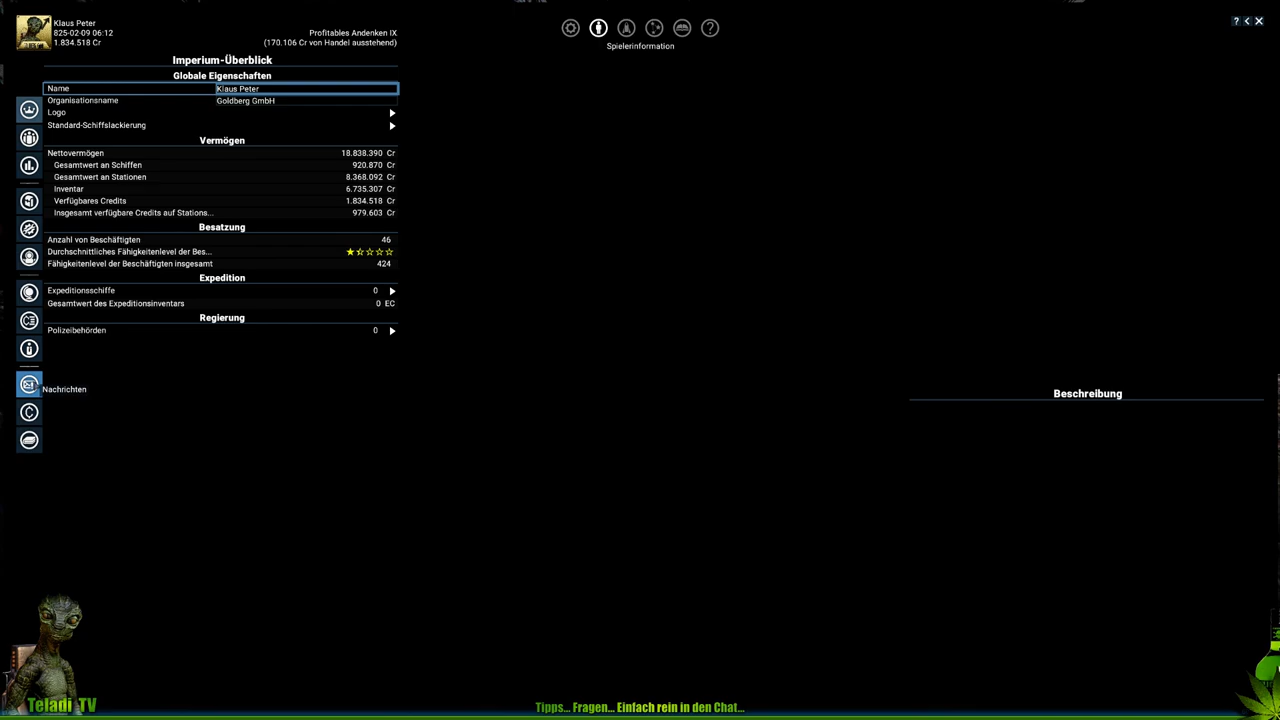 Klaus Peter
825-02-09 06:12
1.834.518 Cr
Profitables Andenken IX
(170.106 Cr von Handel ausstehend)
Spielerinformation
? < X
Imperium-Überblick
Globale Eigenschaften
Name Klaus Peter
Organisationsname Goldberg GmbH
Logo
Standard-Schiffslackierung
Vermögen
Nettovermögen 18.838.390 Cr
Gesamtwert an Schiffen 920.870 Cr
Gesamtwert an Stationen 8.368.092 Cr
Inventar 6.735.307 Cr
Verfügbares Credits 1.834.518 Cr
Insgesamt verfügbare Credits auf Stations... 979.603 Cr
Besatzung
Anzahl von Beschäftigten 46
Durchschnittliches Fähigkeitenlevel der Bes...
Fähigkeitenlevel der Beschäftigten insgesamt 424
Expedition
Expeditionsschiffe 0
Gesamtwert des Expeditionsinventars 0 EC
Regierung
Polizeibehörden 0
Nachrichten
Beschreibung
Teladi TV
Tipps... Fragen... Einfach rein in den Chat...